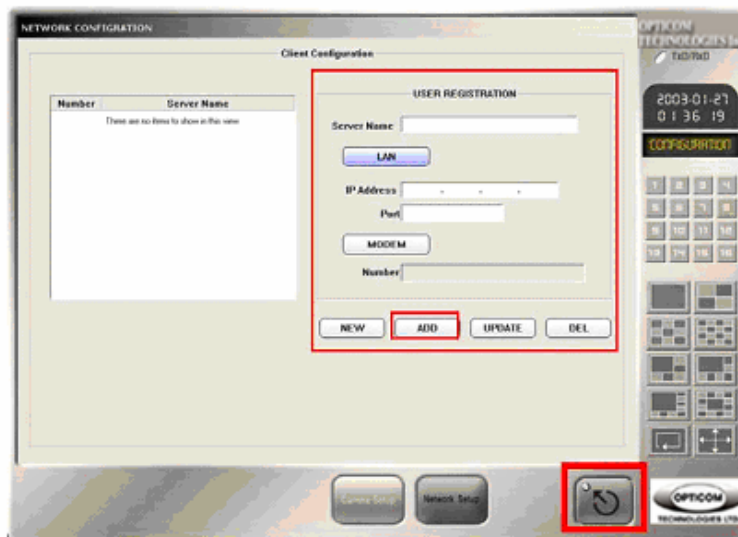 NETWORK CONFIGRATION
OPTICOM
TECHNOLOGIES
TxD/RxD
Client Configuration
USER REGISTRATION
Number Server Name
There are no items to show in this view
Server Name
LAN
IP Address . . .
Port
MODEM
Number
NEW ADD UPDATE DEL
2003-01-27
01 36 19
CONFIGURATION
1 2 3 4
5 6 7 8
9 10 11 12
13 14 15 16
Camera Setup Network Setup
OPTICOM
TECHNOLOGIES LTD